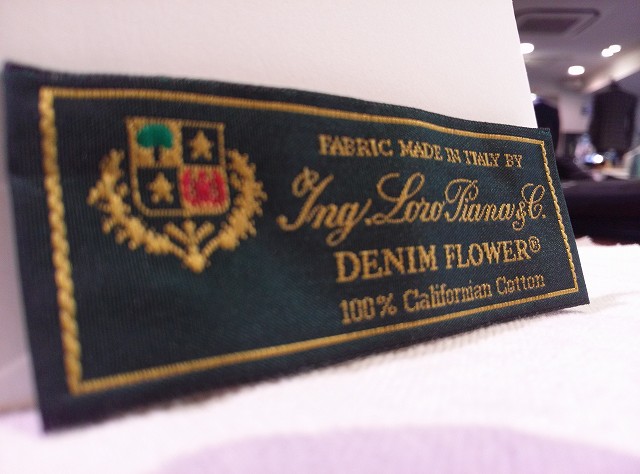 FABRIC MADE IN ITALY BY
Ing. Loro Piana & C.
DENIM FLOWER®
100% Californian Cotton